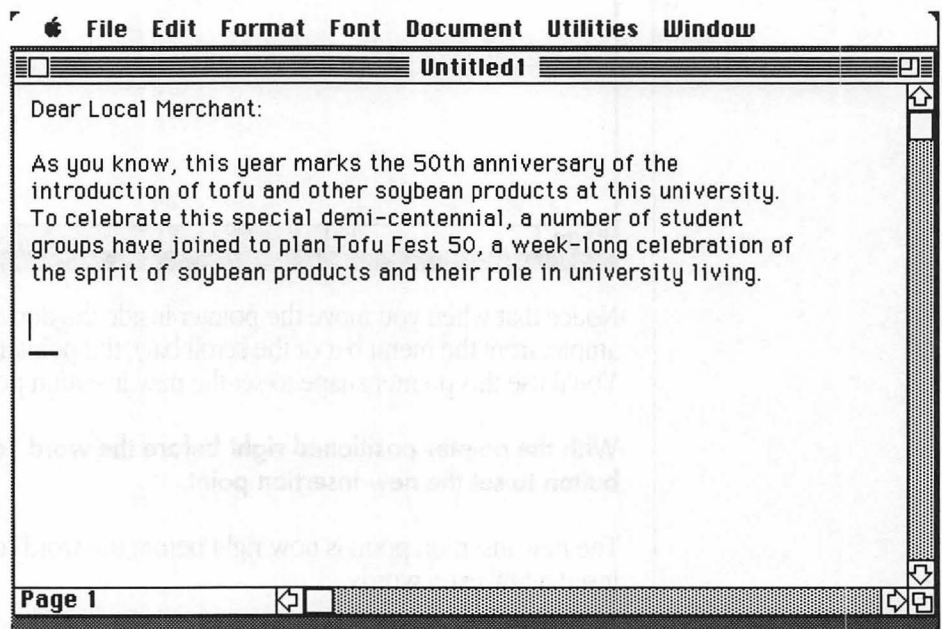 File Edit Format Font Document Utilities Window
Untitled1
Dear Local Merchant:
As you know, this year marks the 50th anniversary of the
introduction of tofu and other soybean products at this university.
To celebrate this special demi-centennial, a number of student
groups have joined to plan Tofu Fest 50, a week-long celebration of
the spirit of soybean products and their role in university living.
Page 1